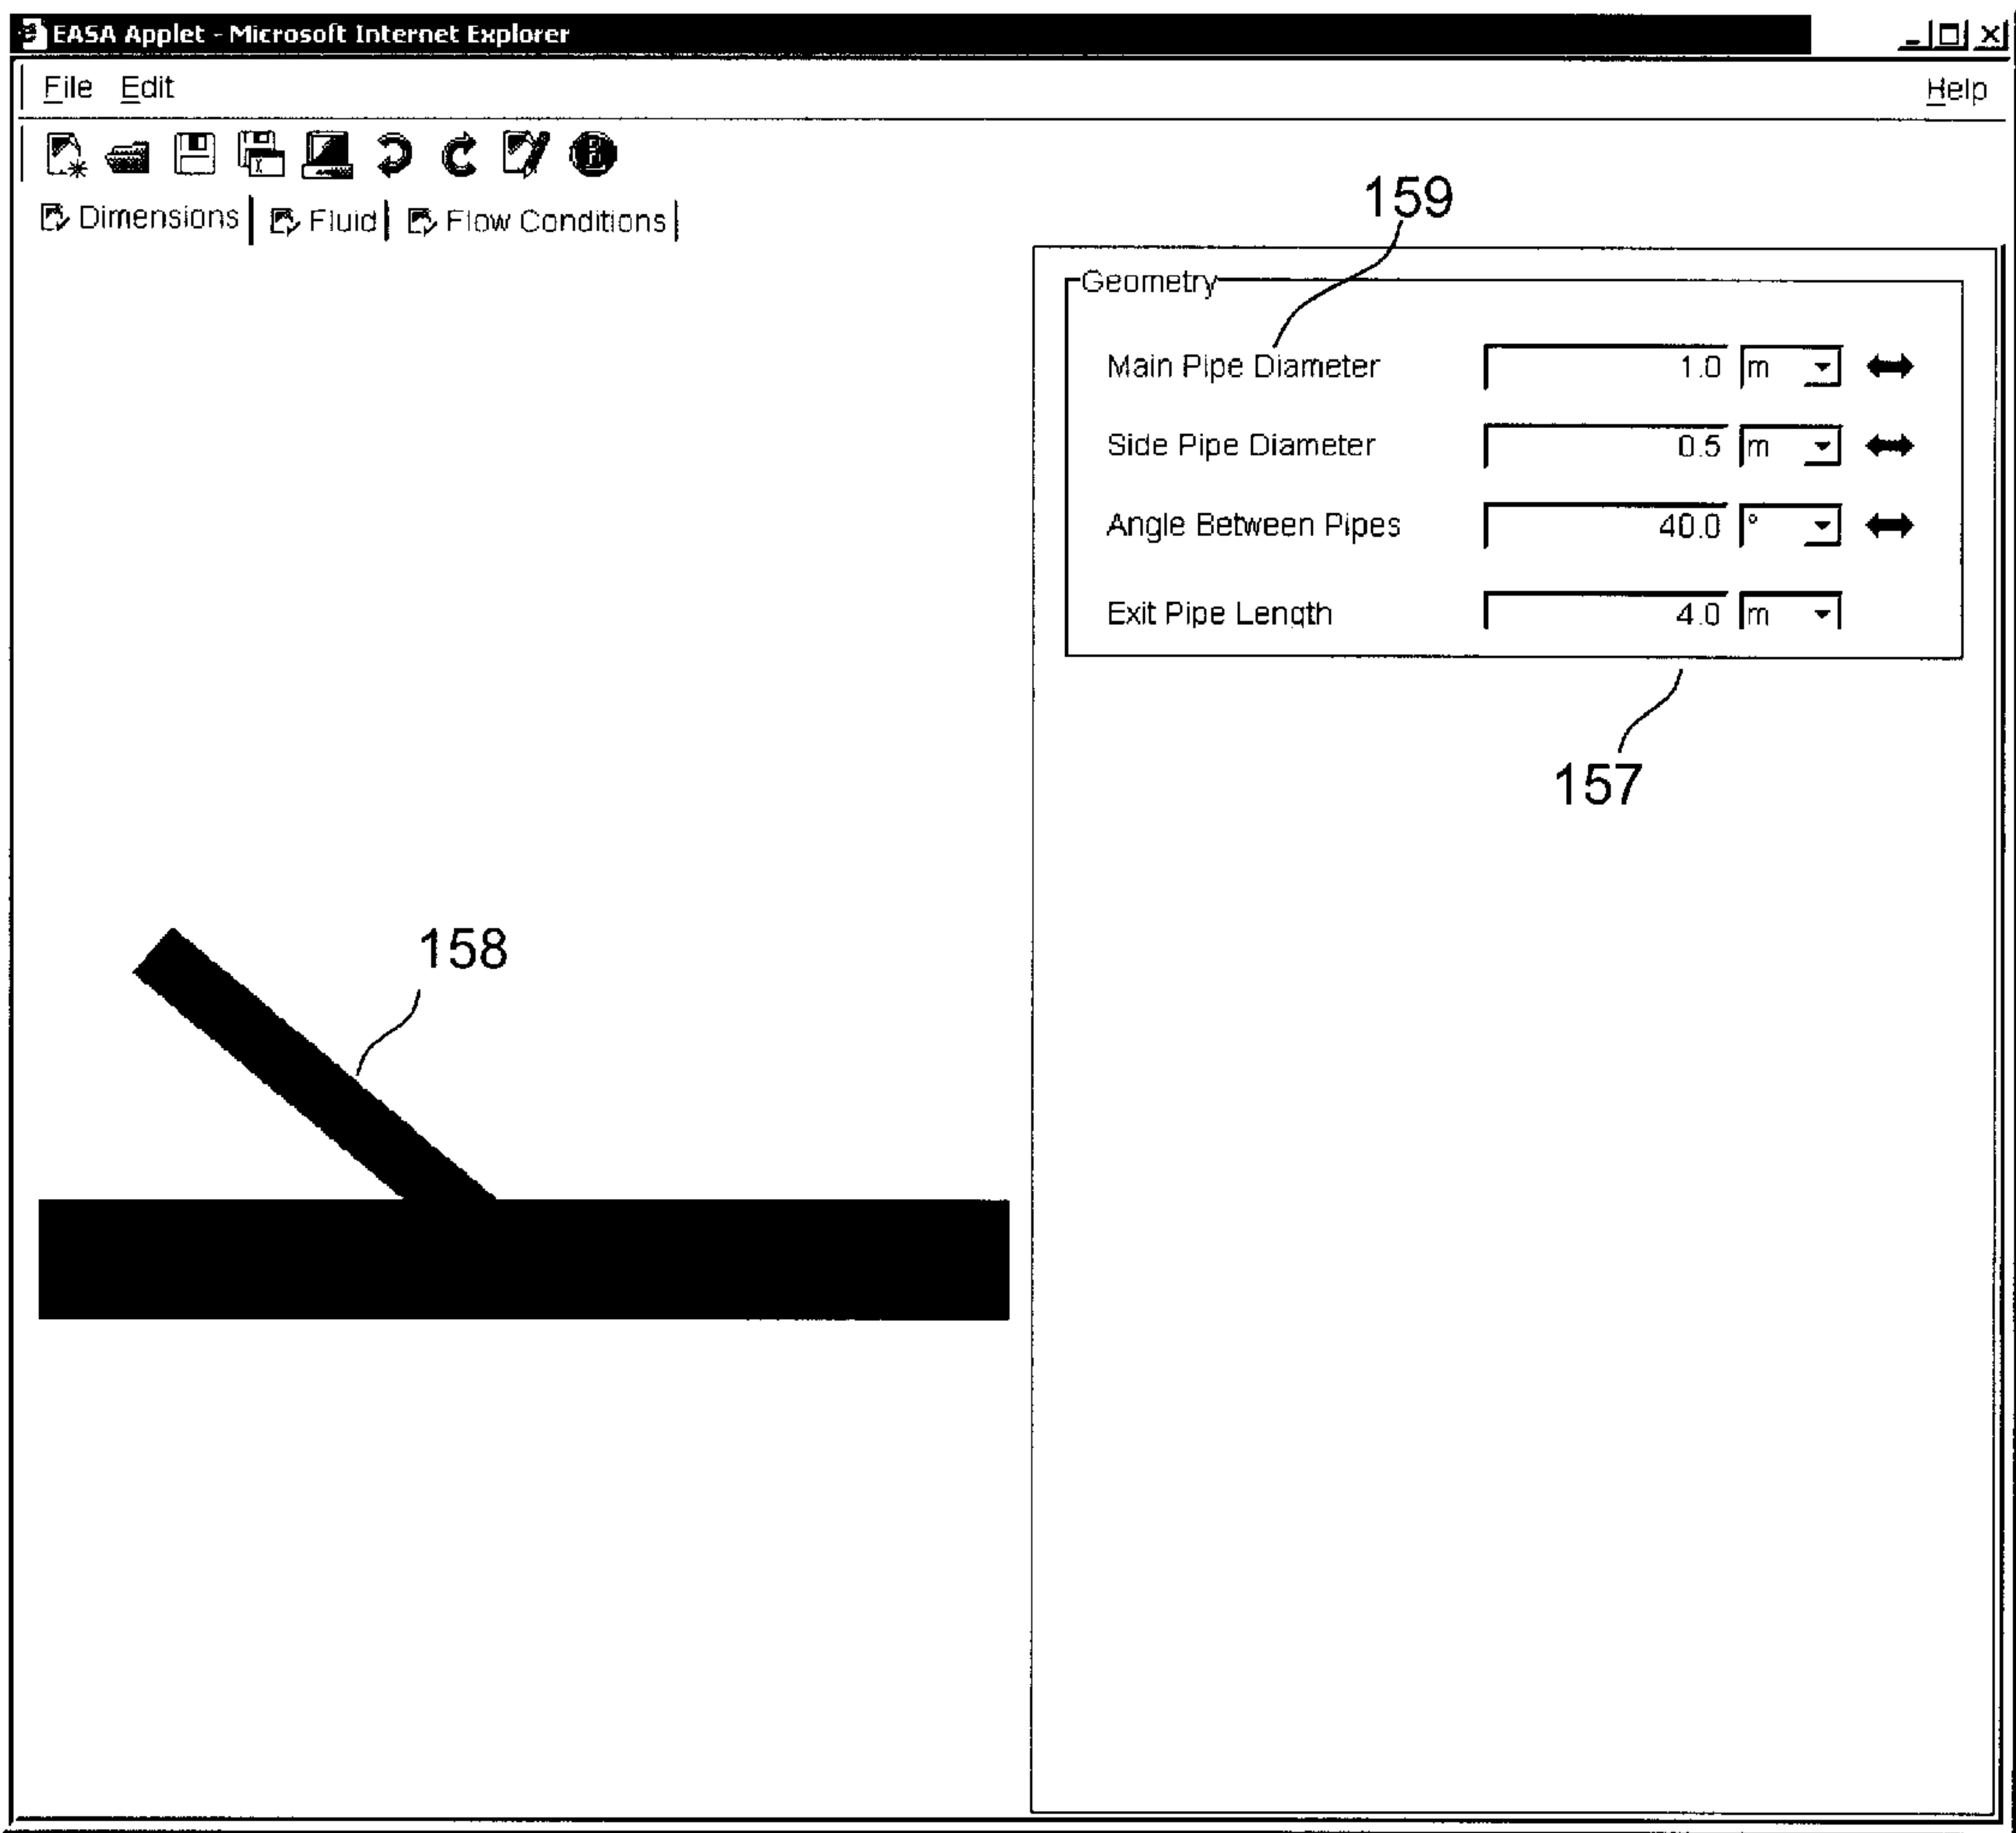 EASA Applet - Microsoft Internet Explorer
File Edit Help
Dimensions Fluid Flow Conditions
159
Geometry
Main Pipe Diameter 1.0 m
Side Pipe Diameter 0.5 m
Angle Between Pipes 40.0 °
Exit Pipe Length 4.0 m
157
158